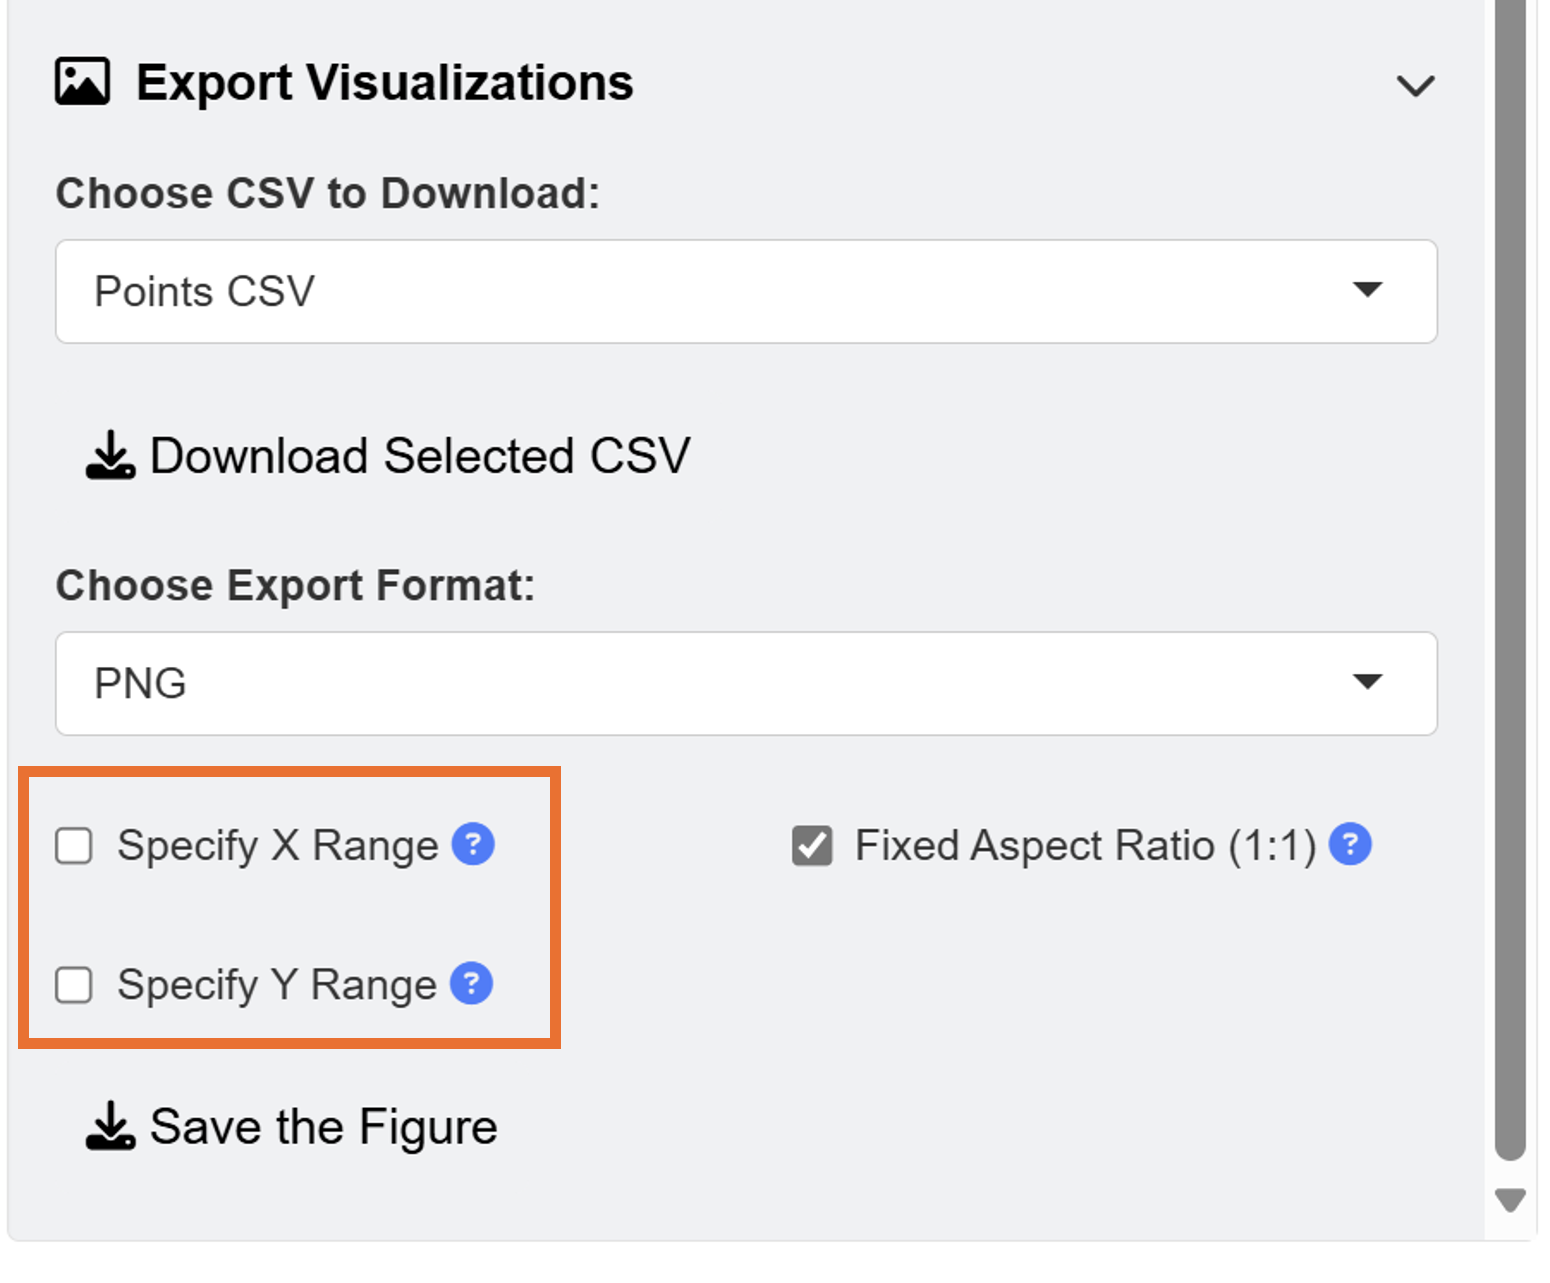 Export Visualizations
Choose CSV to Download:
Points CSV
Download Selected CSV
Choose Export Format:
PNG
Specify X Range ?
Fixed Aspect Ratio (1:1) ?
Specify Y Range ?
Save the Figure